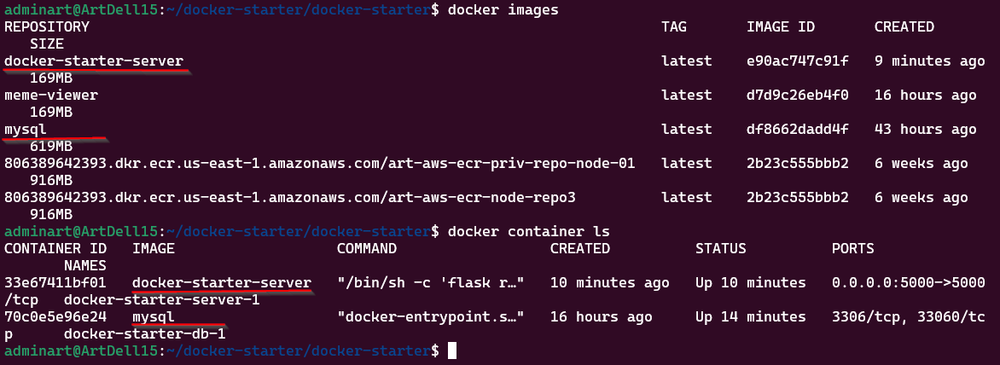 adminart@ArtDell15:~/docker-starter/docker-starter$ docker images
REPOSITORY TAG IMAGE ID CREATED
SIZE
docker-starter-server latest e90ac747c91f 9 minutes ago
169MB
meme-viewer latest d7d9c26eb4f0 16 hours ago
169MB
mysql latest df8662dadd4f 43 hours ago
619MB
806389642393.dkr.ecr.us-east-1.amazonaws.com/art-aws-ecr-priv-repo-node-01 latest 2b23c555bbb2 6 weeks ago
916MB
806389642393.dkr.ecr.us-east-1.amazonaws.com/art-aws-ecr-node-repo3 latest 2b23c555bbb2 6 weeks ago
916MB
adminart@ArtDell15:~/docker-starter/docker-starter$ docker container ls
CONTAINER ID IMAGE COMMAND CREATED STATUS PORTS
NAMES
33e67411bf01 docker-starter-server "/bin/sh -c 'flask r…" 10 minutes ago Up 10 minutes 0.0.0.0:5000->5000
/tcp docker-starter-server-1
70c0e5e96e24 mysql "docker-entrypoint.s…" 16 hours ago Up 14 minutes 3306/tcp, 33060/tc
p docker-starter-db-1
adminart@ArtDell15:~/docker-starter/docker-starter$